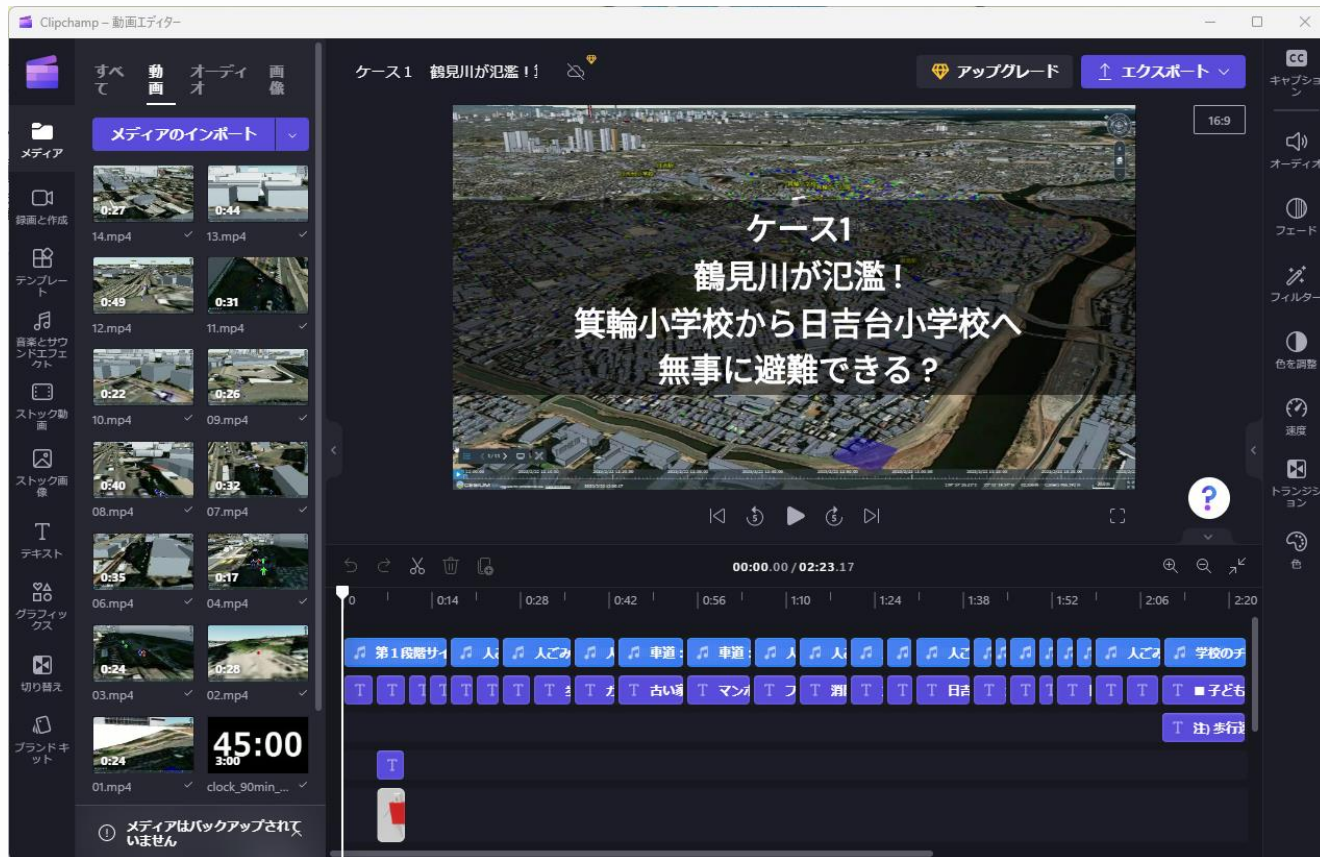 Clipchamp – 動画エディター
すべ
て
動
画
オーディ
オ
画
像
メディアのインポート
メディア
録画と作成
テンプレー
ト
音楽とサウ
ンドエフェ
クト
ストック動
画
ストック画
像
テキスト
グラフィッ
クス
切り替え
ブランドキ
ット
0:27
0:44
14.mp4
13.mp4
0:49
0:31
12.mp4
11.mp4
0:22
0:26
10.mp4
09.mp4
0:40
0:32
08.mp4
07.mp4
0:35
0:17
06.mp4
04.mp4
0:24
0:28
03.mp4
02.mp4
0:24
45:00
3:00
01.mp4
clock_90min_...
メディアはバックアップされて
いません
ケース1 鶴見川が氾濫!
アップグレード
エクスポート
16:9
ケース1
鶴見川が氾濫!
箕輪小学校から日吉台小学校へ
無事に避難できる?
CESIUM
5
5
?
00:00.00 / 02:23.17
0
0:14
0:28
0:42
0:56
1:10
1:24
1:38
1:52
2:06
2:20
第1段階サイ
人ごみ
車道:
車道:
人ご
人ごみ
学校のチ
古い家
マンホ
消
日吉
■子ども
注) 歩行
CC
キャプショ
ン
オーディオ
フェード
フィルター
色を調整
速度
トランジシ
ョン
色